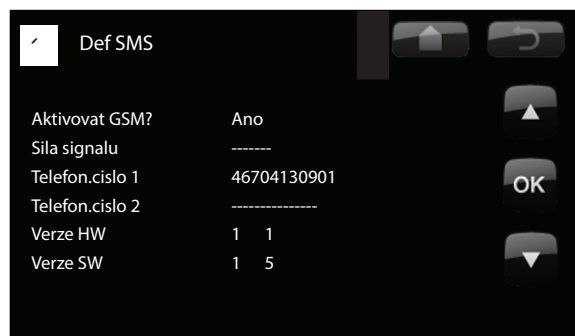 Def SMS
Aktivovat GSM? Ano
Sila signalu -------
Telefon.cislo 1 46704130901
Telefon.cislo 2 ---------------
Verze HW 1 1
Verze SW 1 5
OK